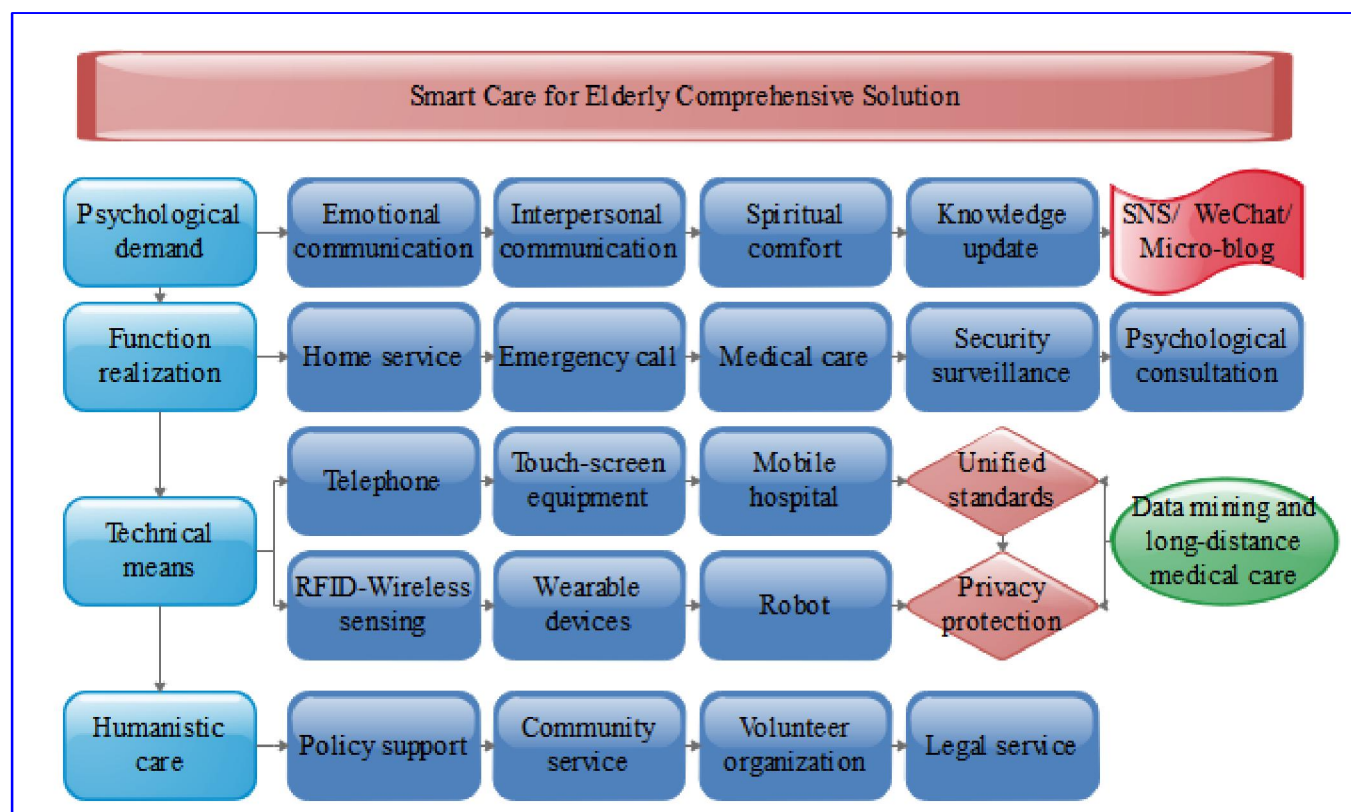 Smart Care for Elderly Comprehensive Solution
Psychological
demand
Emotional
communication
Interpersonal
communication
Spiritual
comfort
Knowledge
update
SNS/ WeChat/
Micro-blog
Function
realization
Home service
Emergency call
Medical care
Security
surveillance
Psychological
consultation
Technical
means
Telephone
Touch-screen
equipment
Mobile
hospital
Unified
standards
RFID-Wireless
sensing
Wearable
devices
Robot
Privacy
protection
Data mining and
long-distance
medical care
Humanistic
care
Policy support
Community
service
Volunteer
organization
Legal service